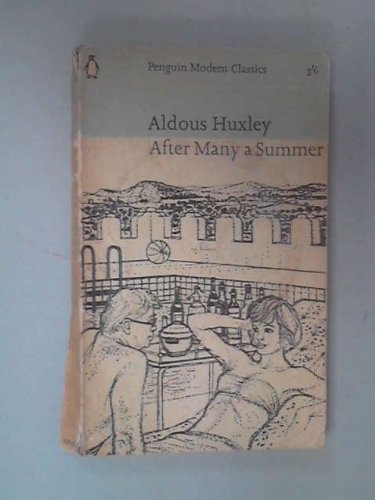 Penguin Modern Classics 3'6
Aldous Huxley
After Many a Summer